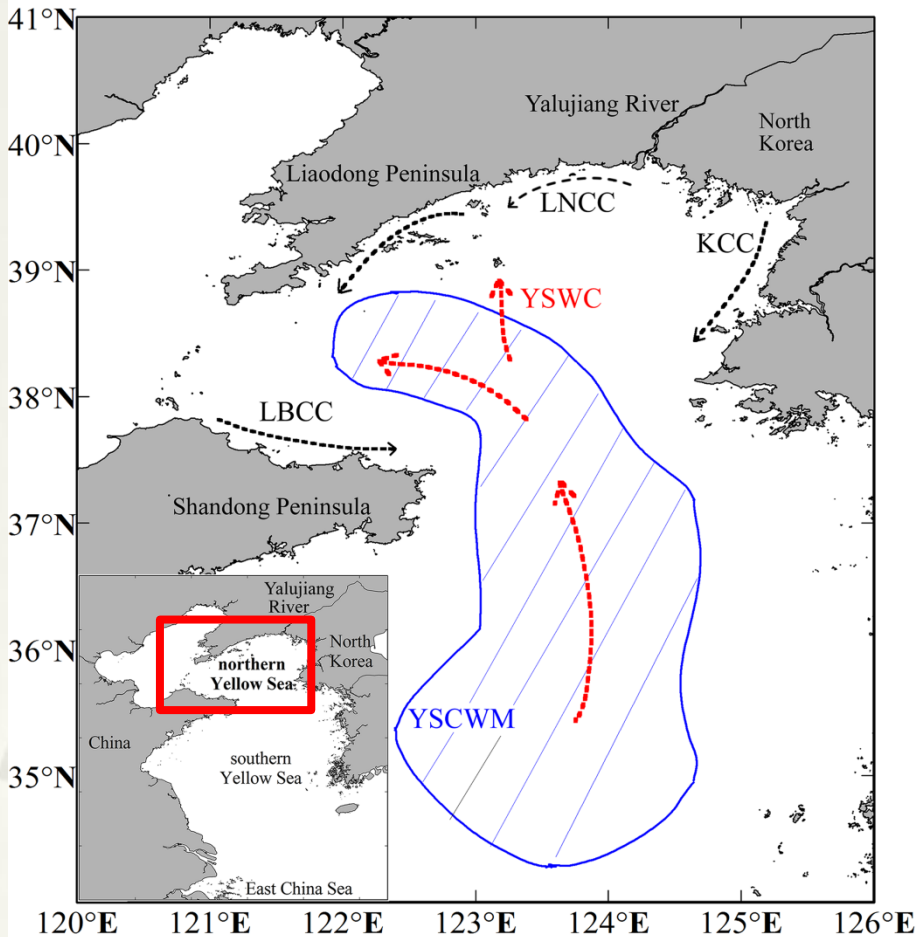 41°N
Yalujiang River
North
Korea
40°N
Liaodong Peninsula
LNCC
KCC
39°N
YSWC
38°N
LBCC
Shandong Peninsula
37°N
Yalujiang
River
36°N
North
Korea
northern
Yellow Sea
YSCWM
China
southern
Yellow Sea
35°N
East China Sea
120°E
121°E
122°E
123°E
124°E
125°E
126°E